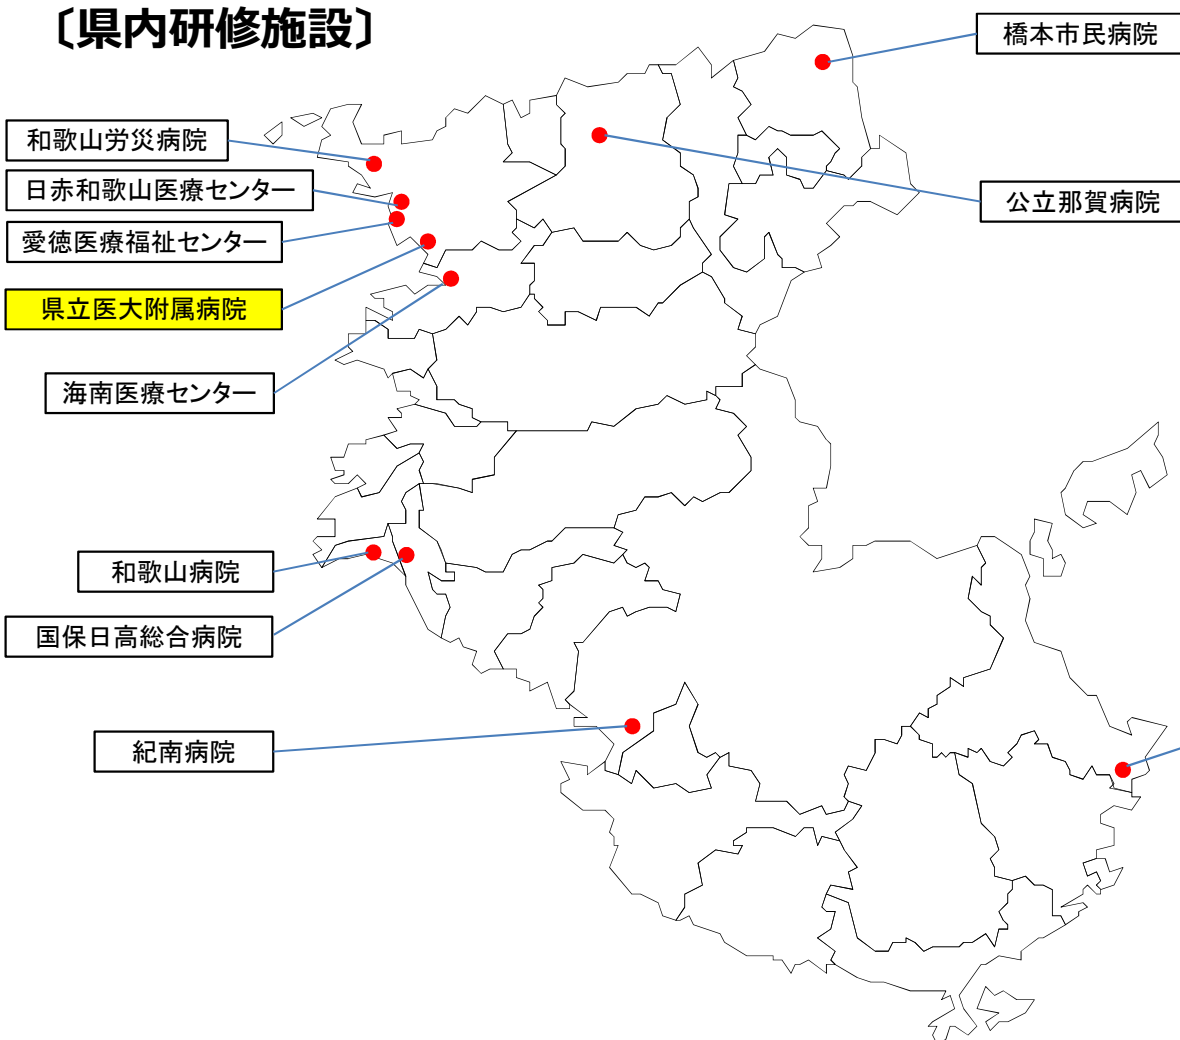 〔県内研修施設〕
橋本市民病院
和歌山労災病院
日赤和歌山医療センター
公立那賀病院
愛徳医療福祉センター
県立医大附属病院
海南医療センター
和歌山病院
国保日高総合病院
紀南病院